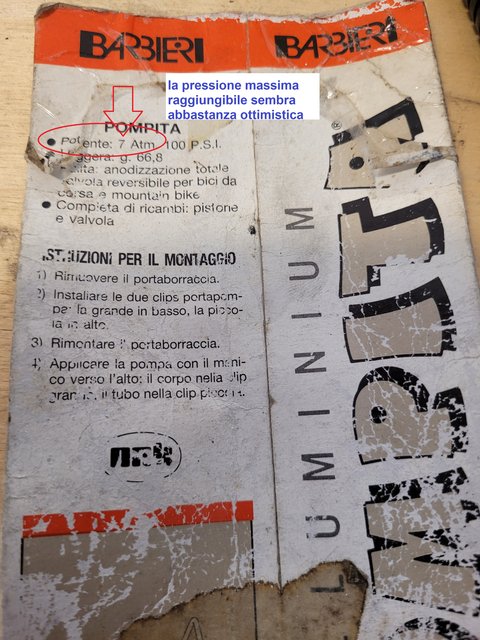 BARBIERI
BARBIERI
la pressione massima
raggiungibile sembra
abbastanza ottimistica
POMPITA
● Potente: 7 Atm 100 P.S.I.
Leggera: g. 66,8
anodizzazione totale
valvola reversibile per bici da
corsa e mountain bike
● Completa di ricambi: pistone
e valvola
ISTRUZIONI PER IL MONTAGGIO
1) Rimuovere il portaborraccia.
2) Installare le due clips portapom-
pa: la grande in basso, la picco-
la in alto.
3) Rimontare il portaborraccia.
4) Applicare la pompa con il mani-
co verso l'alto: il corpo nella clip
grande, il tubo nella clip piccola.
LUMINIUM
MPITA
®